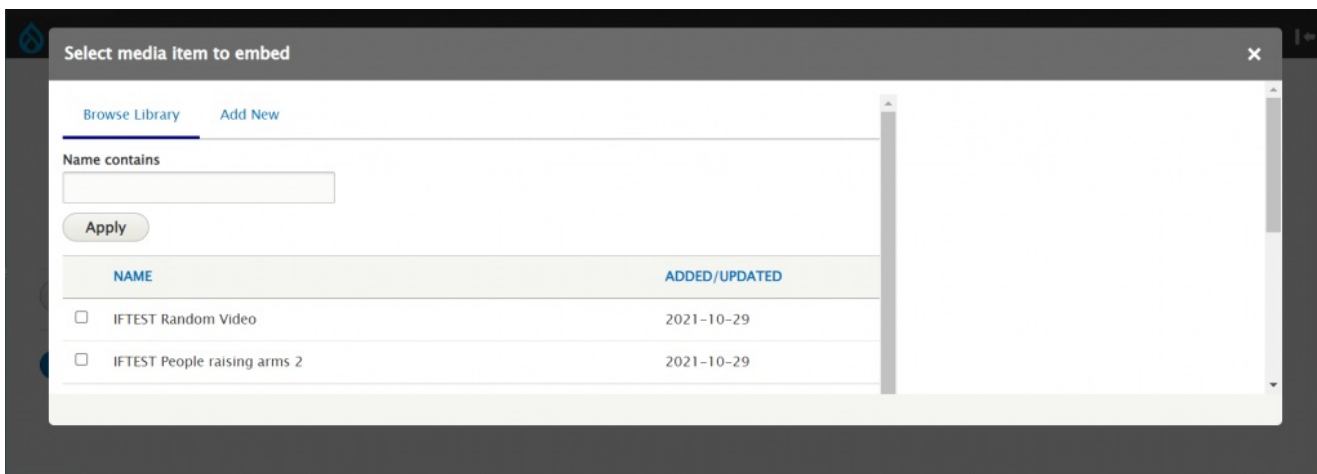 Select media item to embed
Browse Library Add New
Name contains
Apply
NAME ADDED/UPDATED
IFTEST Random Video 2021-10-29
IFTEST People raising arms 2 2021-10-29